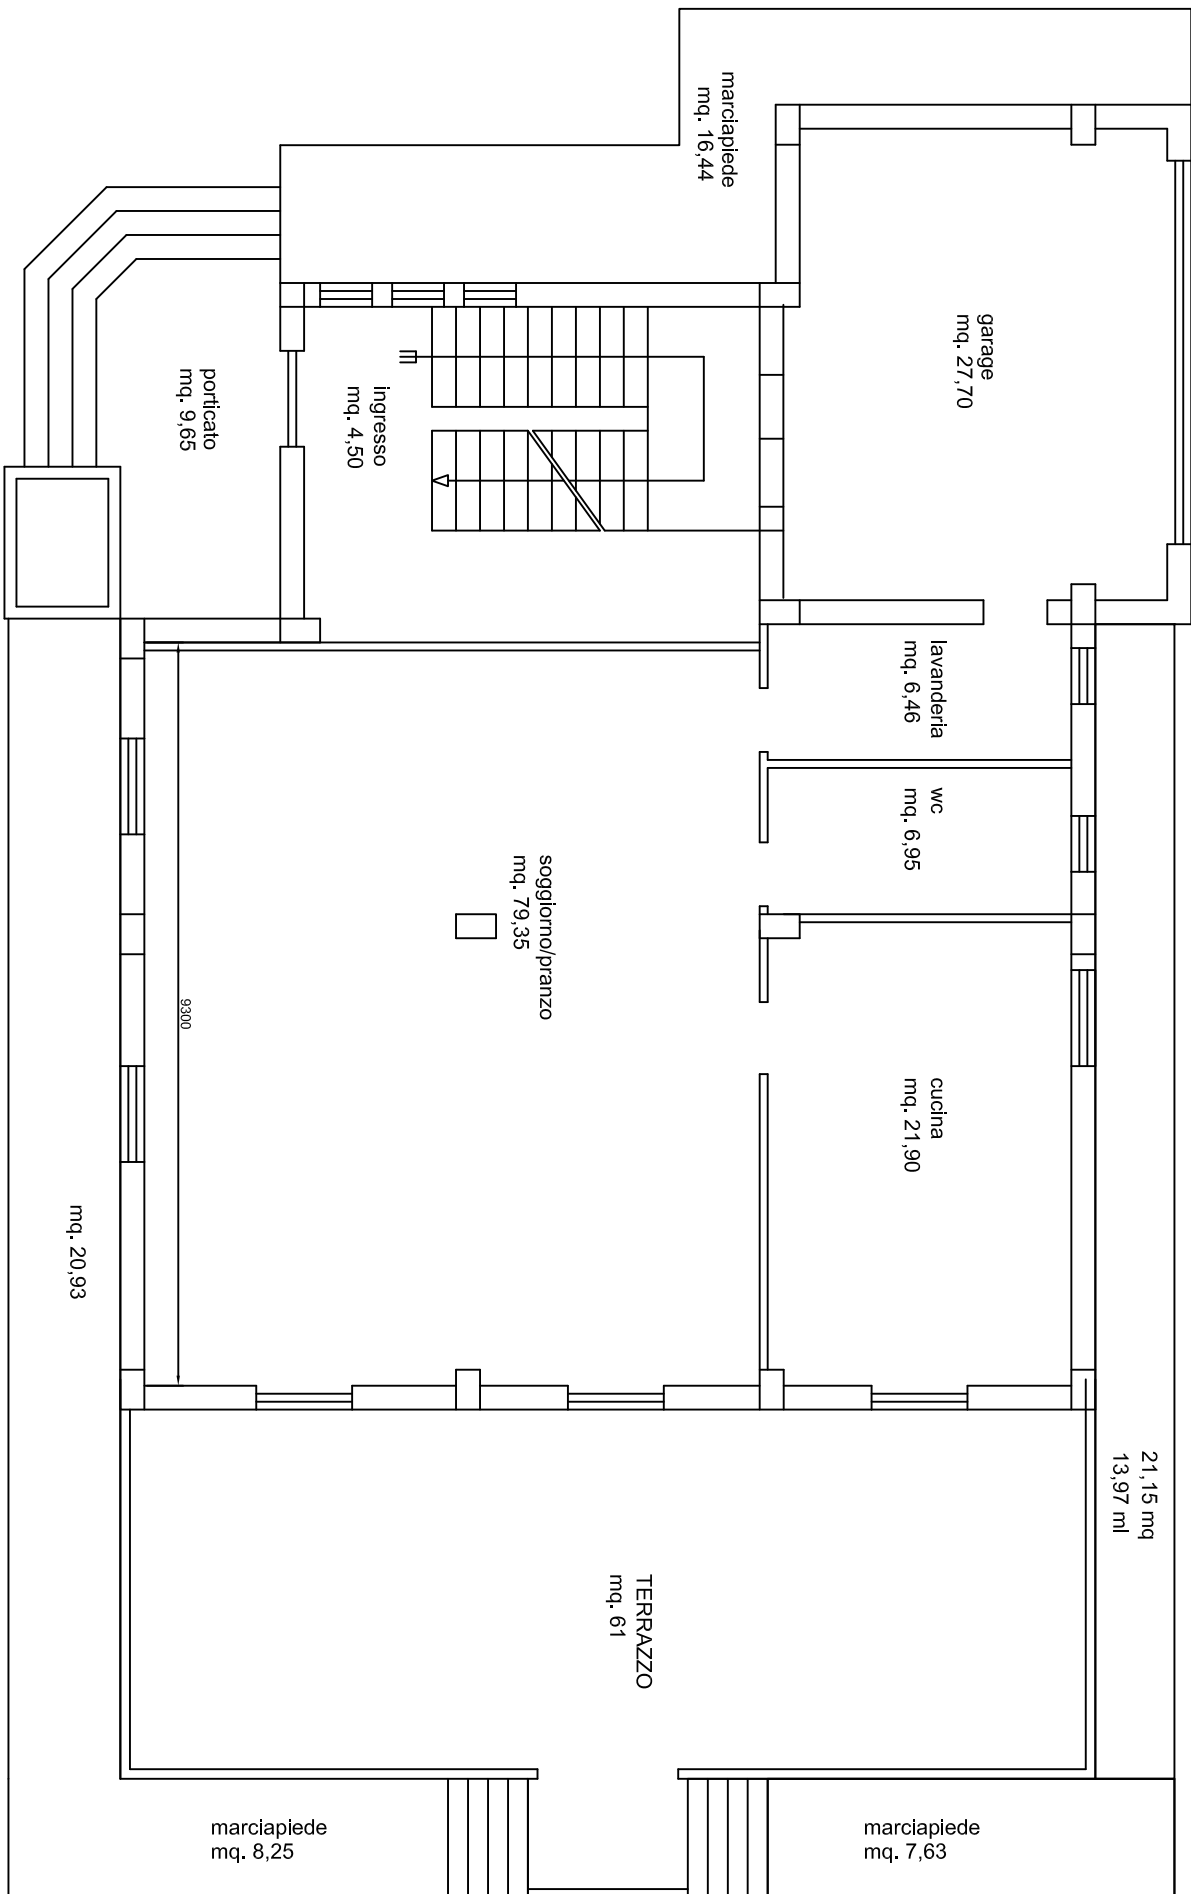 marciapiede
mq. 16,44
garage
mq. 27,70
porticato
mq. 9,65
ingresso
mq. 4,50
lavanderia
mq. 6,46
wc
mq. 6,95
soggiorno/pranzo
mq. 79,35
9300
cucina
mq. 21,90
mq. 20,93
21,15 mq
13,97 ml
TERRAZZO
mq. 61
marciapiede
mq. 8,25
marciapiede
mq. 7,63